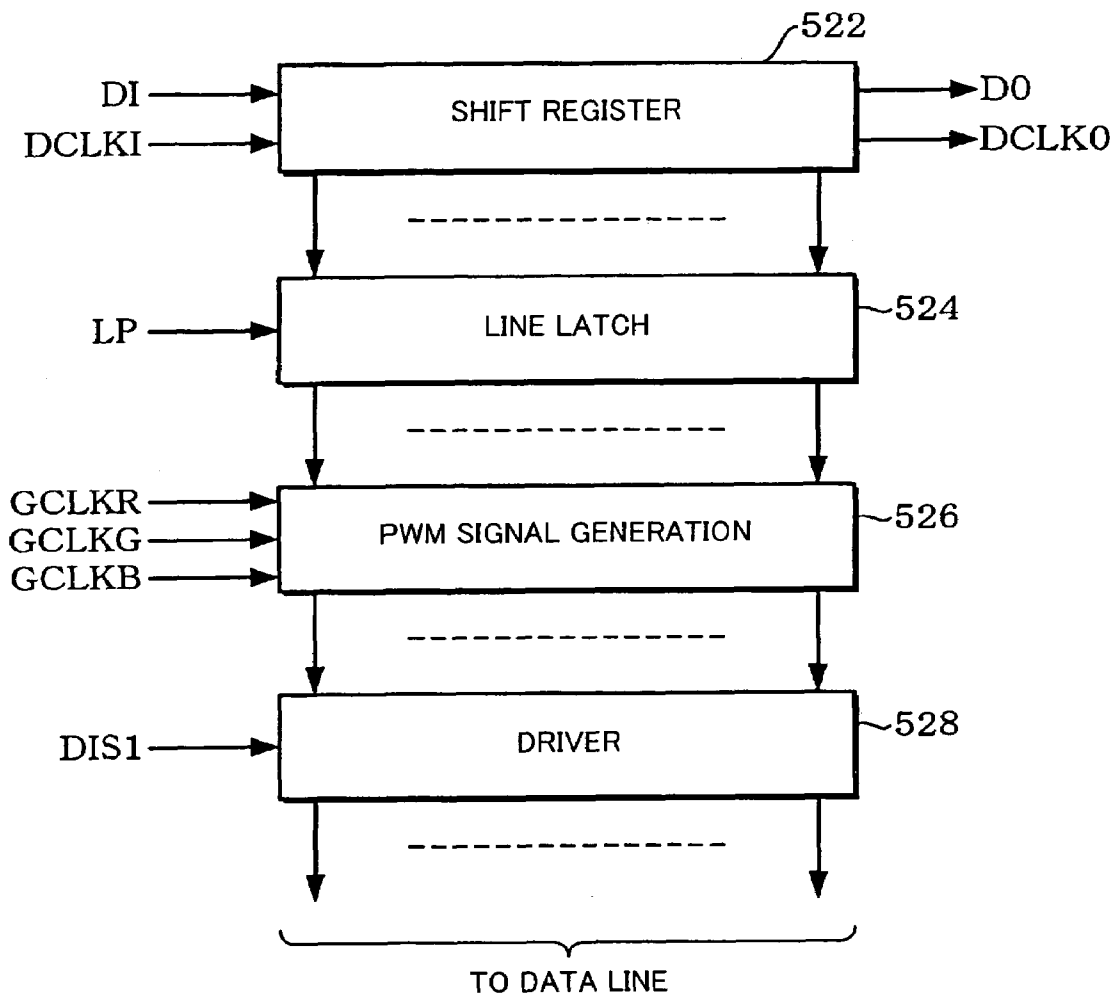 522
DI
DCLKI
SHIFT REGISTER
D0
DCLK0
LP
LINE LATCH
524
GCLKR
GCLKG
GCLKB
PWM SIGNAL GENERATION
526
DIS1
DRIVER
528
TO DATA LINE